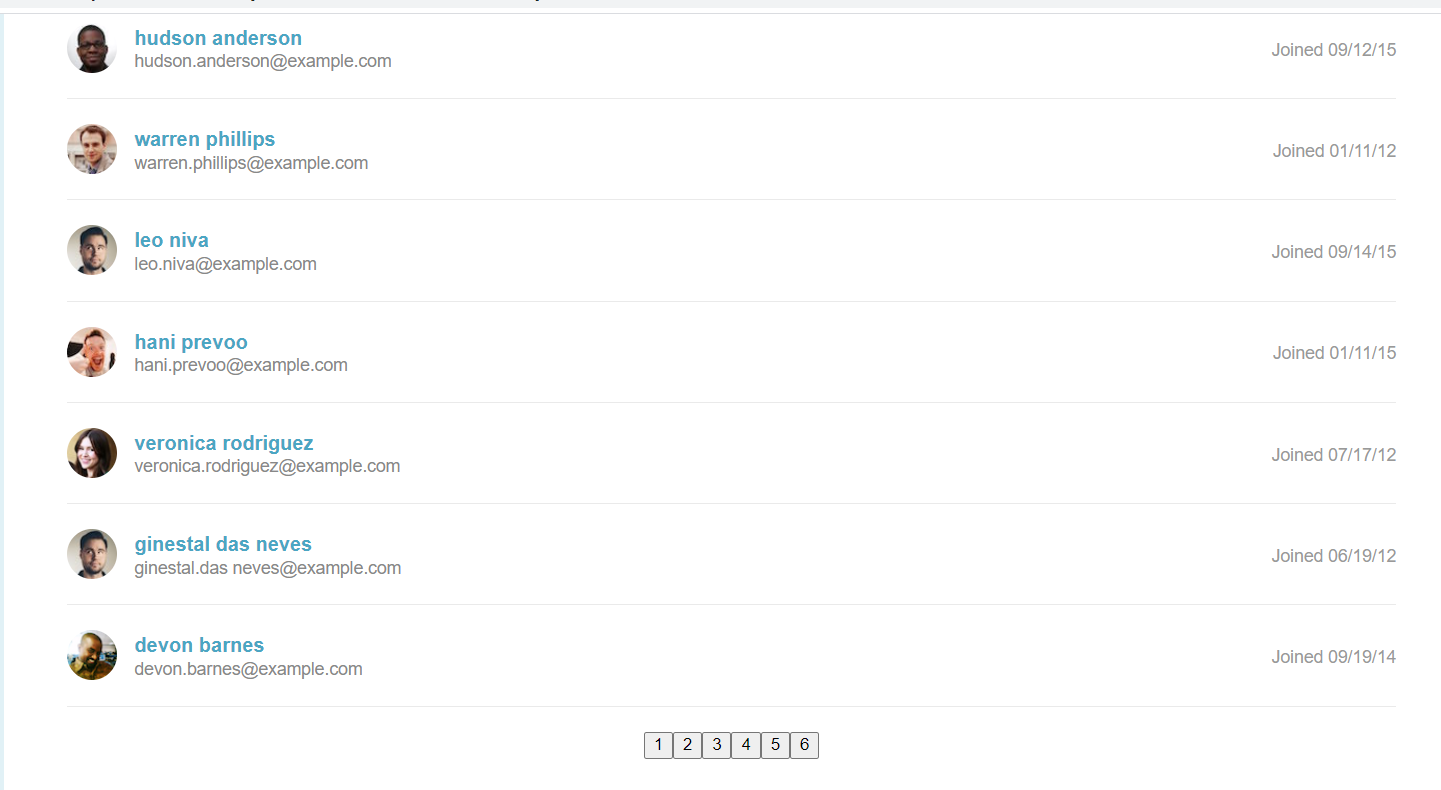 hudson anderson
hudson.anderson@example.com
Joined 09/12/15
warren phillips
warren.phillips@example.com
Joined 01/11/12
leo niva
leo.niva@example.com
Joined 09/14/15
hani prevoo
hani.prevoo@example.com
Joined 01/11/15
veronica rodriguez
veronica.rodriguez@example.com
Joined 07/17/12
ginestal das neves
ginestal.das neves@example.com
Joined 06/19/12
devon barnes
devon.barnes@example.com
Joined 09/19/14
1 2 3 4 5 6